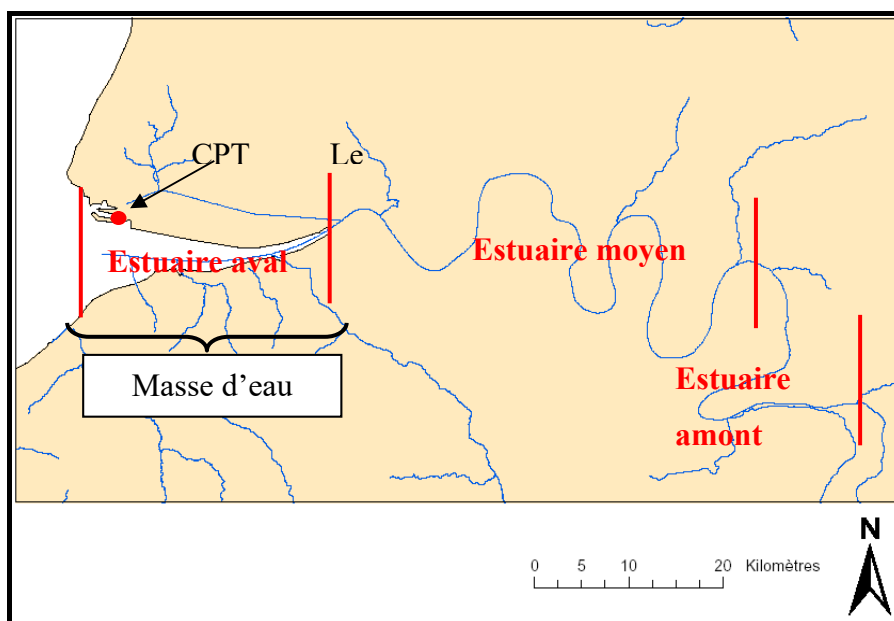 CPT
Le
Estuaire aval
Estuaire moyen
Masse d'eau
Estuaire
amont
N
0 5 10 20 Kilomètres